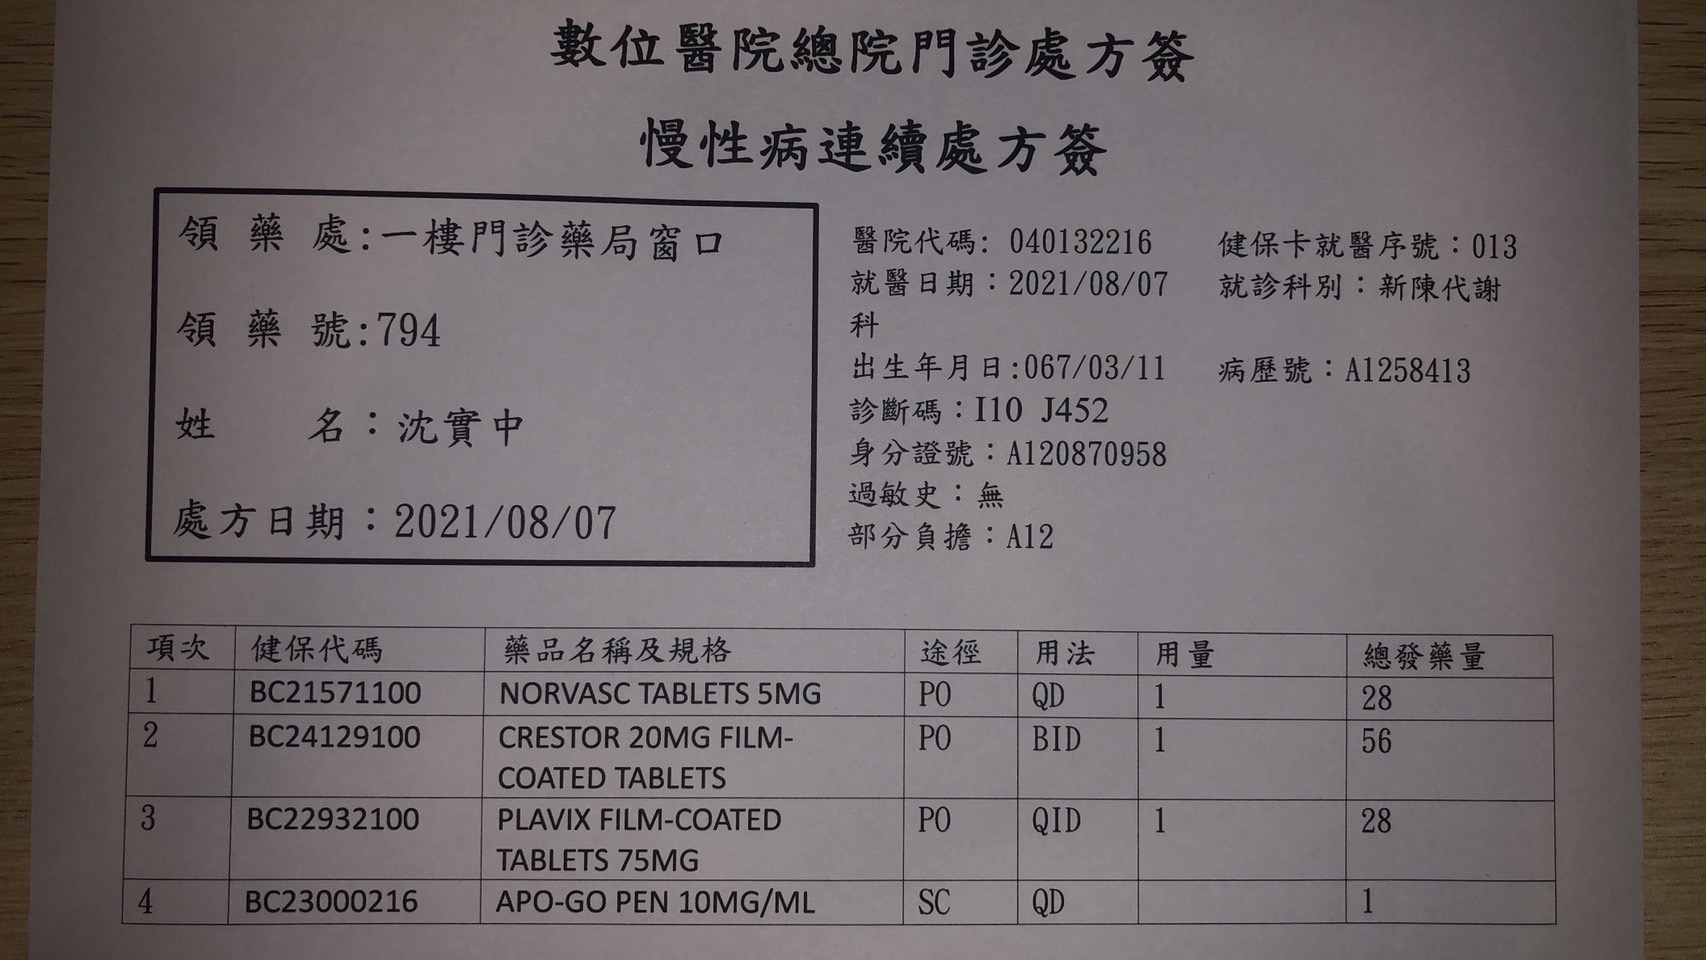 數位醫院總院門診處方簽
慢性病連續處方簽
領 藥 處:一樓門診藥局窗口
領 藥 號:794
姓 名：沈實中
處方日期：2021/08/07
醫院代碼: 040132216 健保卡就醫序號：013
就醫日期：2021/08/07 就診科別：新陳代謝
科
出生年月日:067/03/11 病歷號：A1258413
診斷碼：I10 J452
身分證號：A120870958
過敏史：無
部分負擔：A12
項次 健保代碼 藥品名稱及規格 途徑 用法 用量 總發藥量
1 BC21571100 NORVASC TABLETS 5MG PO QD 1 28
2 BC24129100 CRESTOR 20MG FILM- PO BID 1 56
COATED TABLETS
3 BC22932100 PLAVIX FILM-COATED PO QID 1 28
TABLETS 75MG
4 BC23000216 APO-GO PEN 10MG/ML SC QD 1